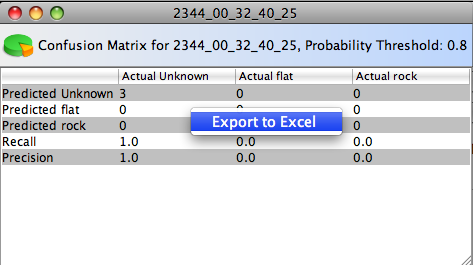 2344_00_32_40_25
Confusion Matrix for 2344_00_32_40_25, Probability Threshold: 0.8
Actual Unknown Actual flat Actual rock
Predicted Unknown 3 0 0
Predicted flat 0 0
Predicted rock 0 0
Export to Excel
Recall 1.0 0.0 0.0
Precision 1.0 0.0 0.0